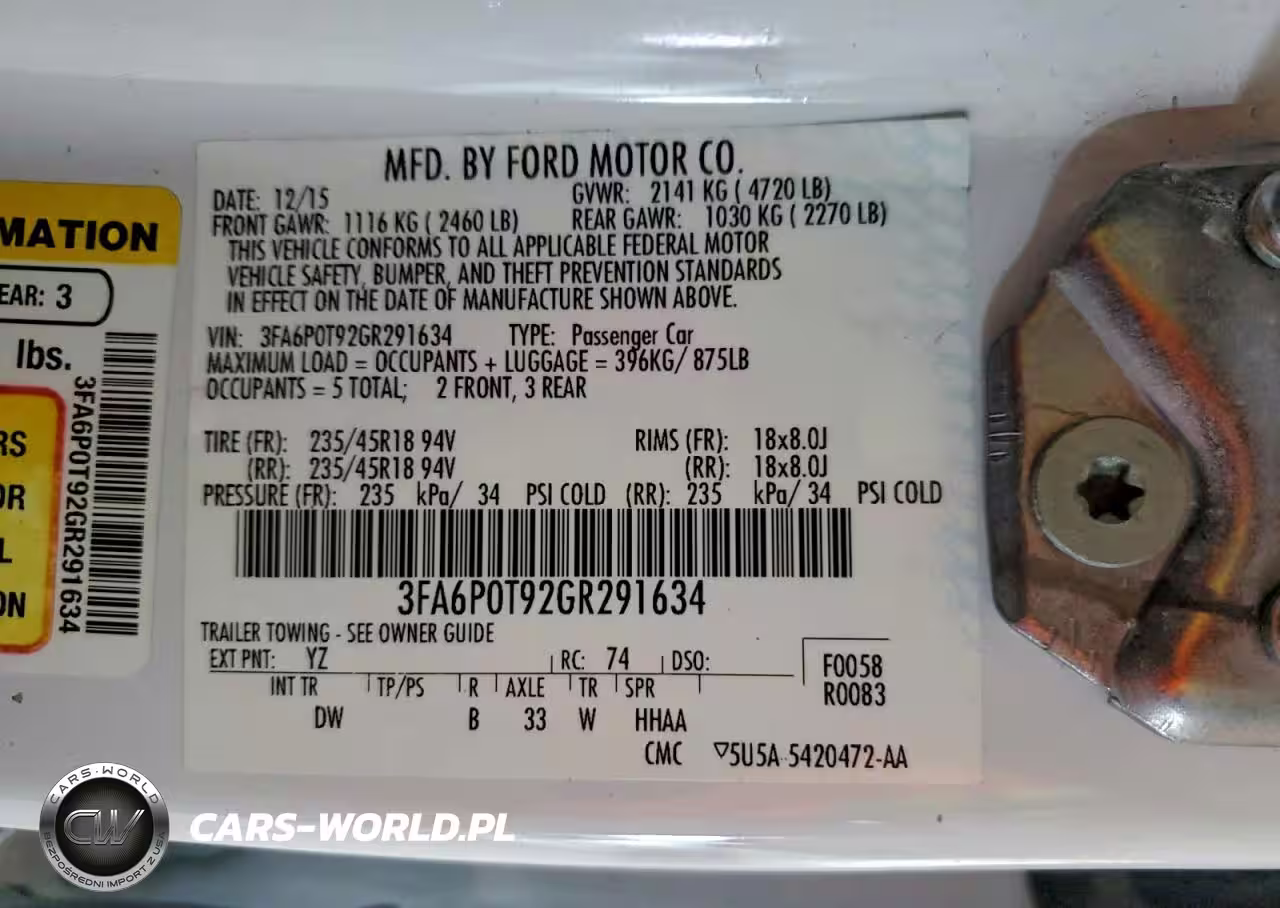 MFD. BY FORD MOTOR CO.
DATE: 12/15 GVWR: 2141 KG ( 4720 LB)
FRONT GAWR: 1116 KG ( 2460 LB) REAR GAWR: 1030 KG ( 2270 LB)
THIS VEHICLE CONFORMS TO ALL APPLICABLE FEDERAL MOTOR
VEHICLE SAFETY, BUMPER, AND THEFT PREVENTION STANDARDS
IN EFFECT ON THE DATE OF MANUFACTURE SHOWN ABOVE.
VIN: 3FA6P0T92GR291634 TYPE: Passenger Car
MAXIMUM LOAD = OCCUPANTS + LUGGAGE = 396KG/ 875LB
OCCUPANTS = 5 TOTAL; 2 FRONT, 3 REAR
TIRE (FR): 235/45R18 94V RIMS (FR): 18x8.0J
(RR): 235/45R18 94V (RR): 18x8.0J
PRESSURE (FR): 235 kPa/ 34 PSI COLD (RR): 235 kPa/ 34 PSI COLD
3FA6P0T92GR291634
TRAILER TOWING - SEE OWNER GUIDE
EXT PNT: YZ RC: 74 DSO:
F0058
R0083
INT TR TP/PS R AXLE TR SPR
DW B 33 W HHAA
CMC ▽5U5A-5420472-AA
MATION
EAR: 3
lbs.
3FA6P0T92GR291634
RS
OR
L
ON
CARS-WORLD
CW
BEZPOŚREDNI IMPORT Z USA
CARS-WORLD.PL